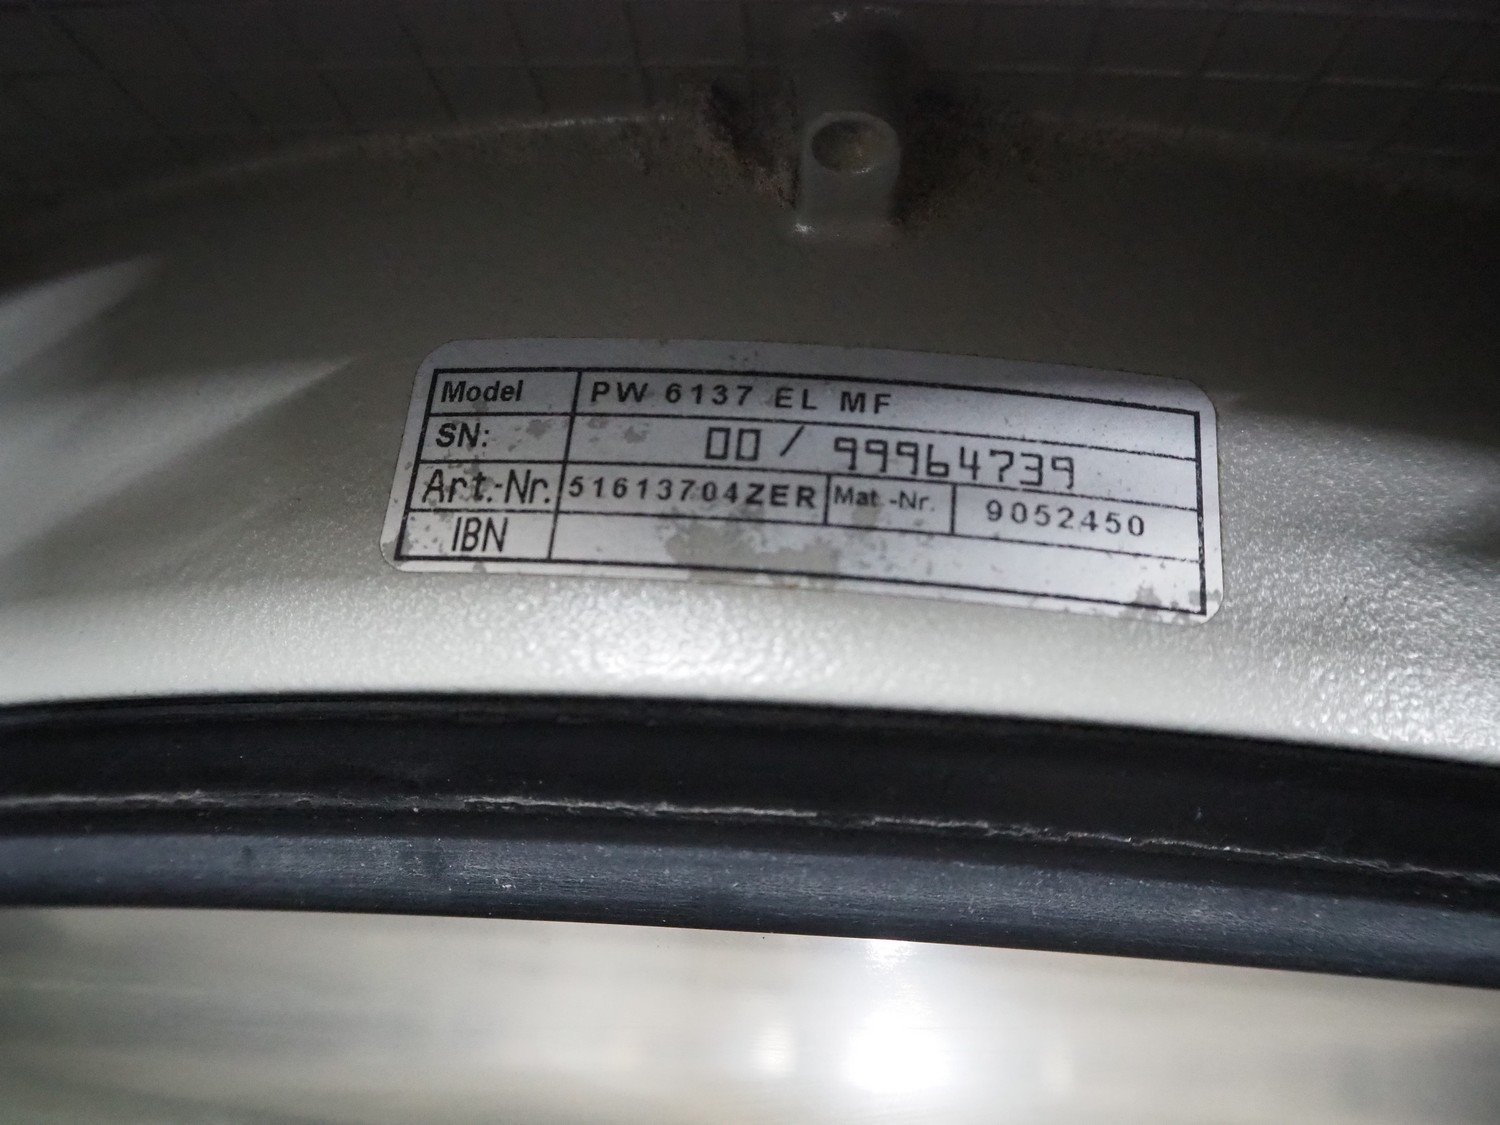 Model PW 6137 EL MF
SN: 00 / 99964739
Art.-Nr. 51613704ZER Mat.-Nr. 9052450
IBN